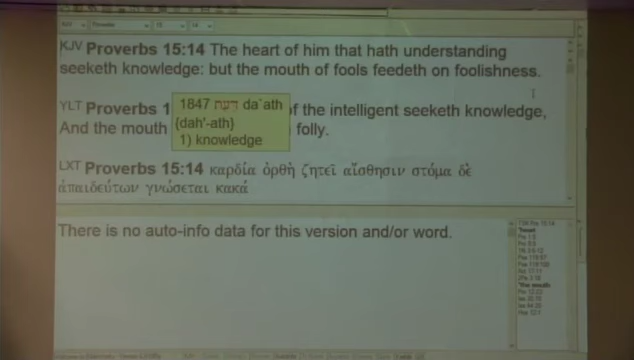 KJV Proverbs 15:14 The heart of him that hath understanding
seeketh knowledge: but the mouth of fools feedeth on foolishness.
YLT Proverbs 1 of the intelligent seeketh knowledge,
And the mouth folly.
1847 דעת da`ath
{dah'-ath}
1) knowledge
LXT Proverbs 15:14 καρδία ὀρθὴ ζητεῖ αἴσθησιν στόμα δὲ
ἀπαιδεύτων γνώσεται κακά
There is no auto-info data for this version and/or word.